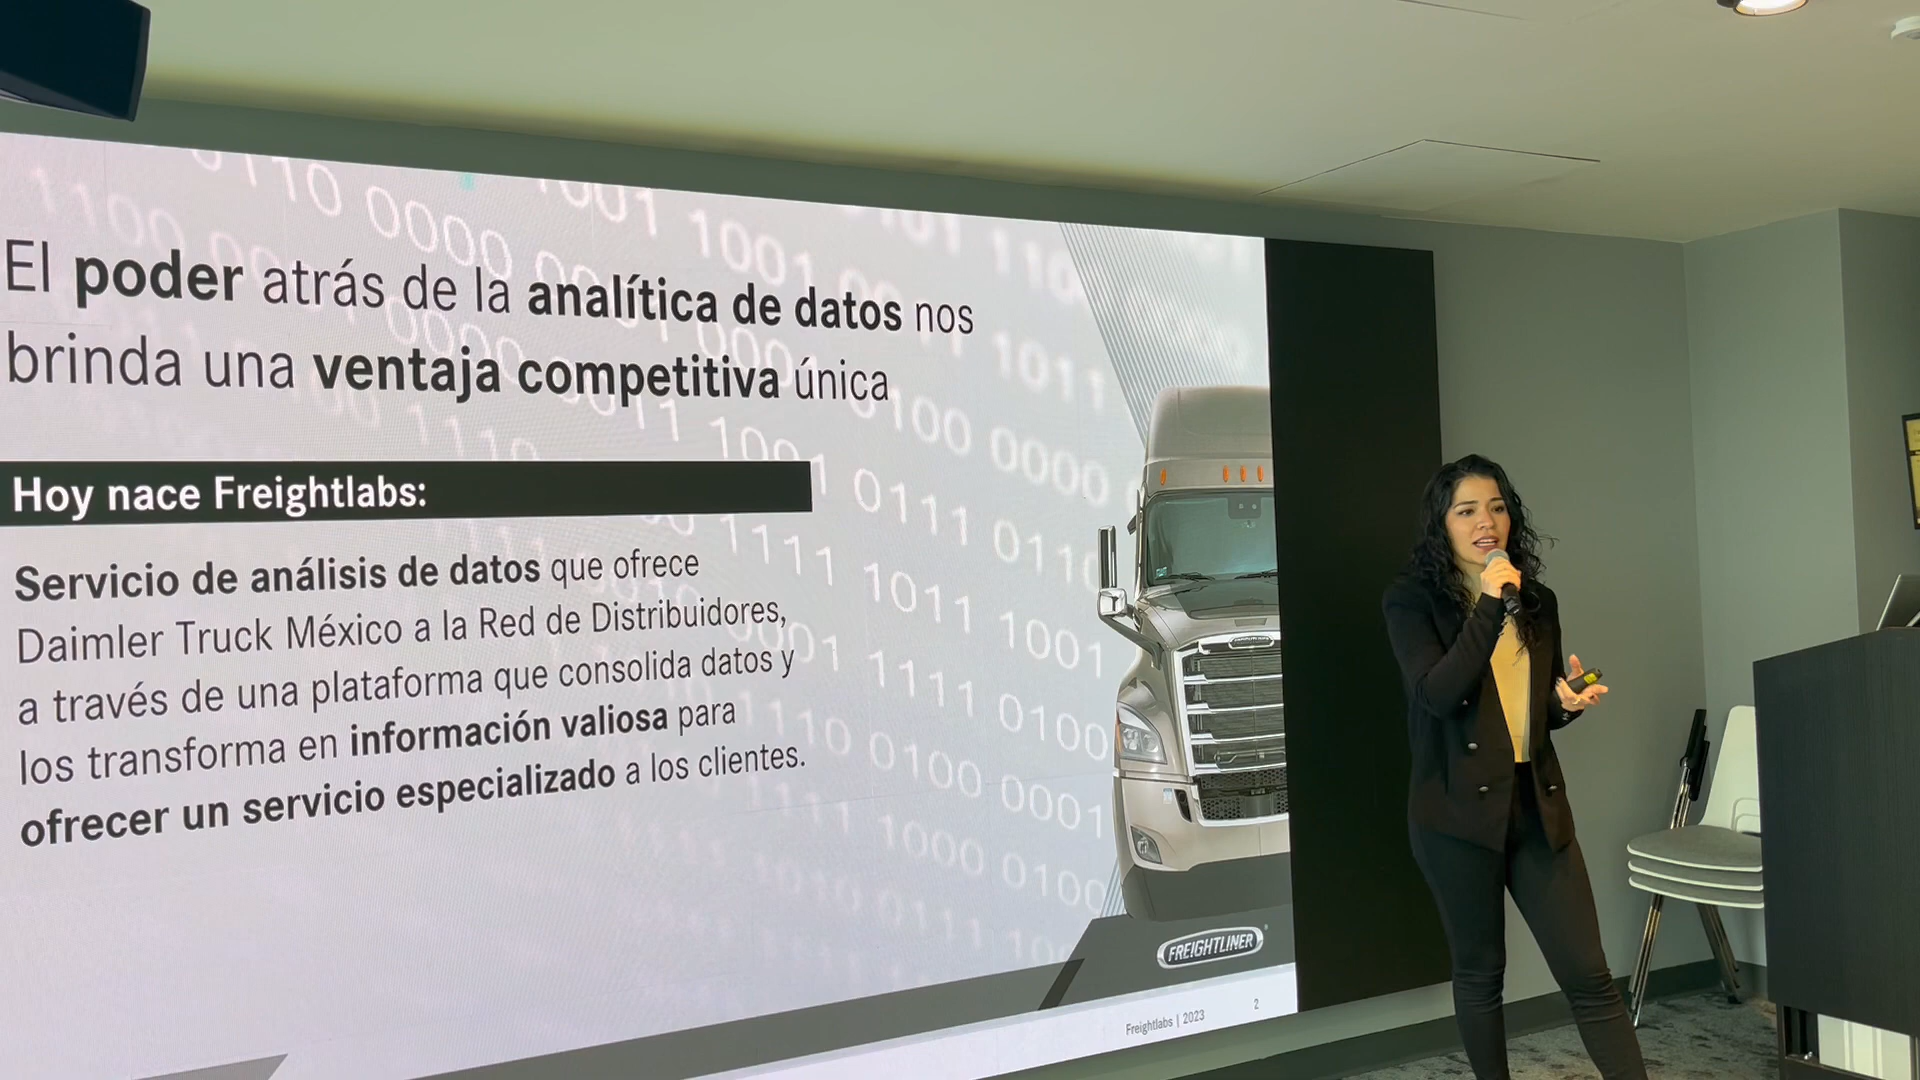 El poder atrás de la analítica de datos nos
brinda una ventaja competitiva única
Hoy nace Freightlabs:
Servicio de análisis de datos que ofrece
Daimler Truck México a la Red de Distribuidores,
a través de una plataforma que consolida datos y
los transforma en información valiosa para
ofrecer un servicio especializado a los clientes.
FREIGHTLINER
Freightlabs | 2023
2